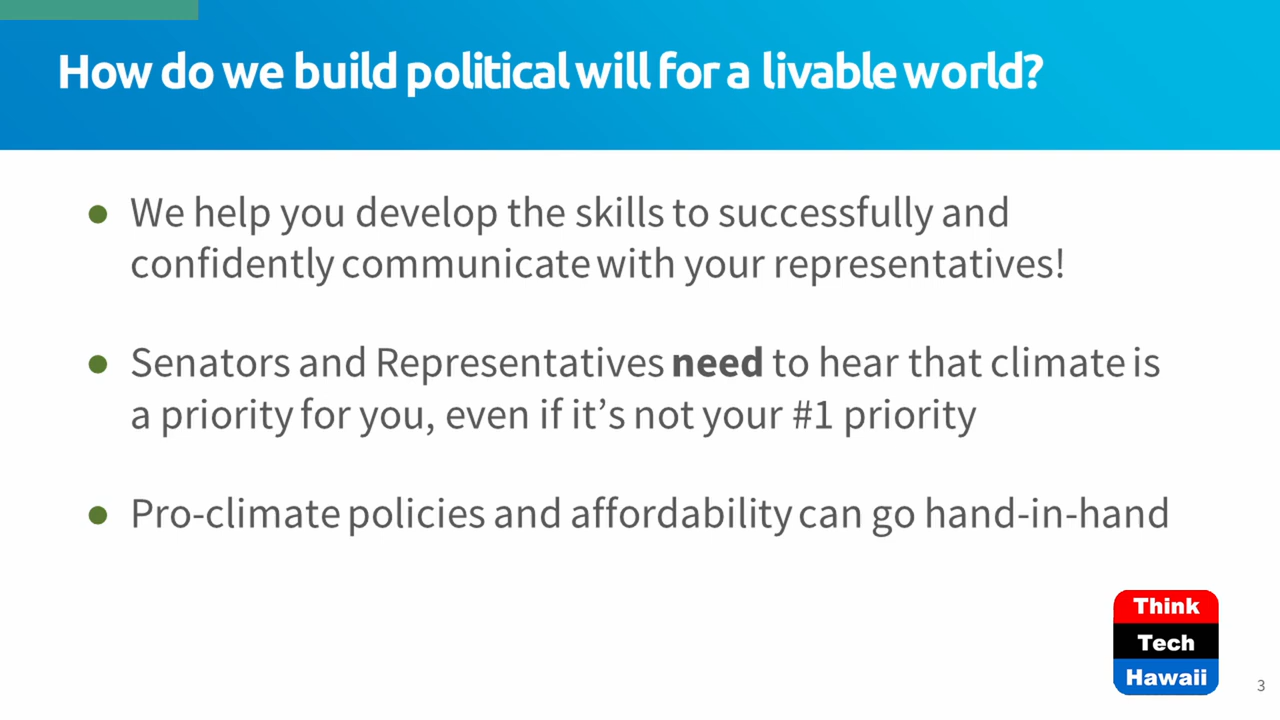 How do we build political will for a livable world?
● We help you develop the skills to successfully and
confidently communicate with your representatives!
● Senators and Representatives need to hear that climate is
a priority for you, even if it’s not your #1 priority
● Pro-climate policies and affordability can go hand-in-hand
Think
Tech
Hawaii
3